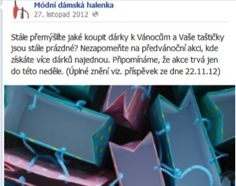 Módní dámská halenka
27. listopad 2012
Stále přemýšlíte jaké koupit dárky k Vánocům a Vaše taštičky
jsou stále prázdné? Nezapomeňte na předvánoční akci, kde
získáte více dárků najednou. Připomínáme, že akce trvá jen
do této neděle. (Úplné znění viz. příspěvek ze dne 22.11.12)